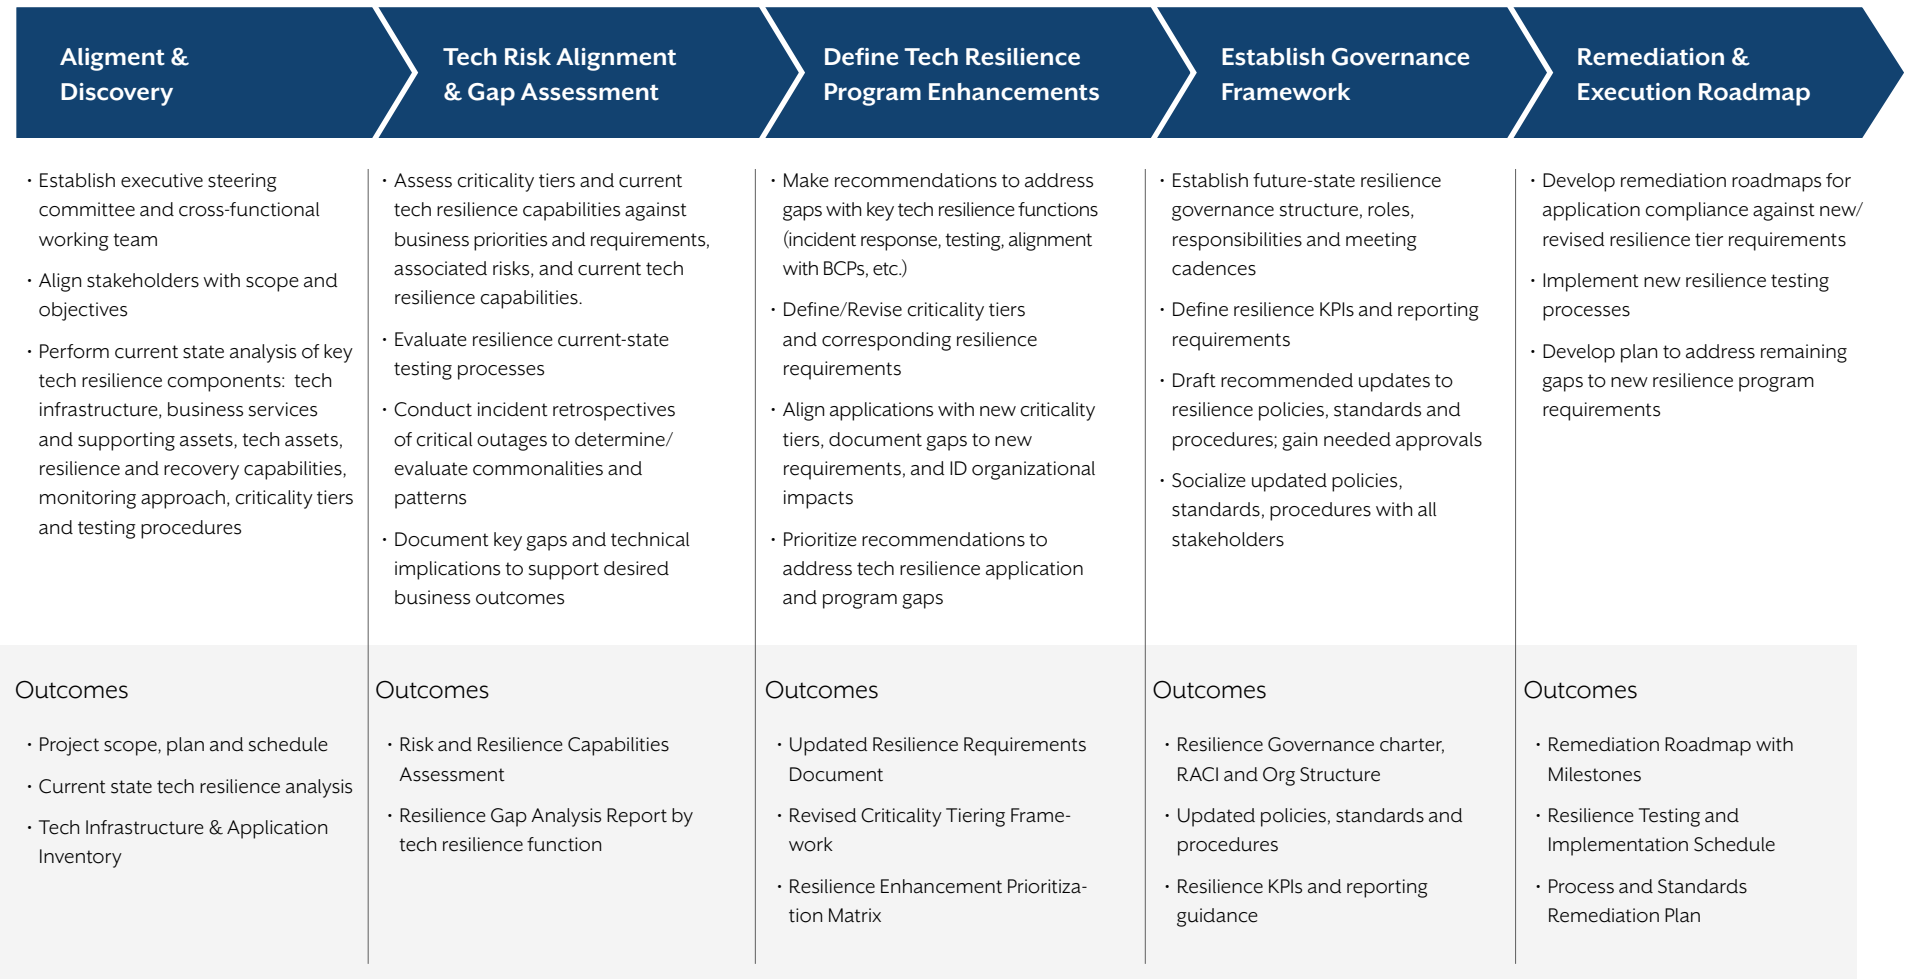 Aligment &
Discovery
Tech Risk Alignment
& Gap Assessment
Define Tech Resilience
Program Enhancements
Establish Governance
Framework
Remediation &
Execution Roadmap
• Establish executive steering
committee and cross-functional
working team
• Align stakeholders with scope and
objectives
• Perform current state analysis of key
tech resilience components:  tech
infrastructure, business services
and supporting assets, tech assets,
resilience and recovery capabilities,
monitoring approach, criticality tiers
and testing procedures
• Assess criticality tiers and current
tech resilience capabilities against
business priorities and requirements,
associated risks, and current tech
resilience capabilities.
• Evaluate resilience current-state
testing processes
• Conduct incident retrospectives
of critical outages to determine/
evaluate commonalities and
patterns
• Document key gaps and technical
implications to support desired
business outcomes
• Make recommendations to address
gaps with key tech resilience functions
(incident response, testing, alignment
with BCPs, etc.)
• Define/Revise criticality tiers
and corresponding resilience
requirements
• Align applications with new criticality
tiers, document gaps to new
requirements, and ID organizational
impacts
• Prioritize recommendations to
address tech resilience application
and program gaps
• Establish future-state resilience
governance structure, roles,
responsibilities and meeting
cadences
• Define resilience KPIs and reporting
requirements
• Draft recommended updates to
resilience policies, standards and
procedures; gain needed approvals
• Socialize updated policies,
standards, procedures with all
stakeholders
• Develop remediation roadmaps for
application compliance against new/
revised resilience tier requirements
• Implement new resilience testing
processes
• Develop plan to address remaining
gaps to new resilience program
requirements
Outcomes
• Project scope, plan and schedule
• Current state tech resilience analysis
• Tech Infrastructure & Application
Inventory
Outcomes
• Risk and Resilience Capabilities
Assessment
• Resilience Gap Analysis Report by
tech resilience function
Outcomes
• Updated Resilience Requirements
Document
• Revised Criticality Tiering Frame-
work
• Resilience Enhancement Prioritiza-
tion Matrix
Outcomes
• Resilience Governance charter,
RACI and Org Structure
• Updated policies, standards and
procedures
• Resilience KPIs and reporting
guidance
Outcomes
• Remediation Roadmap with
Milestones
• Resilience Testing and
Implementation Schedule
• Process and Standards
Remediation Plan